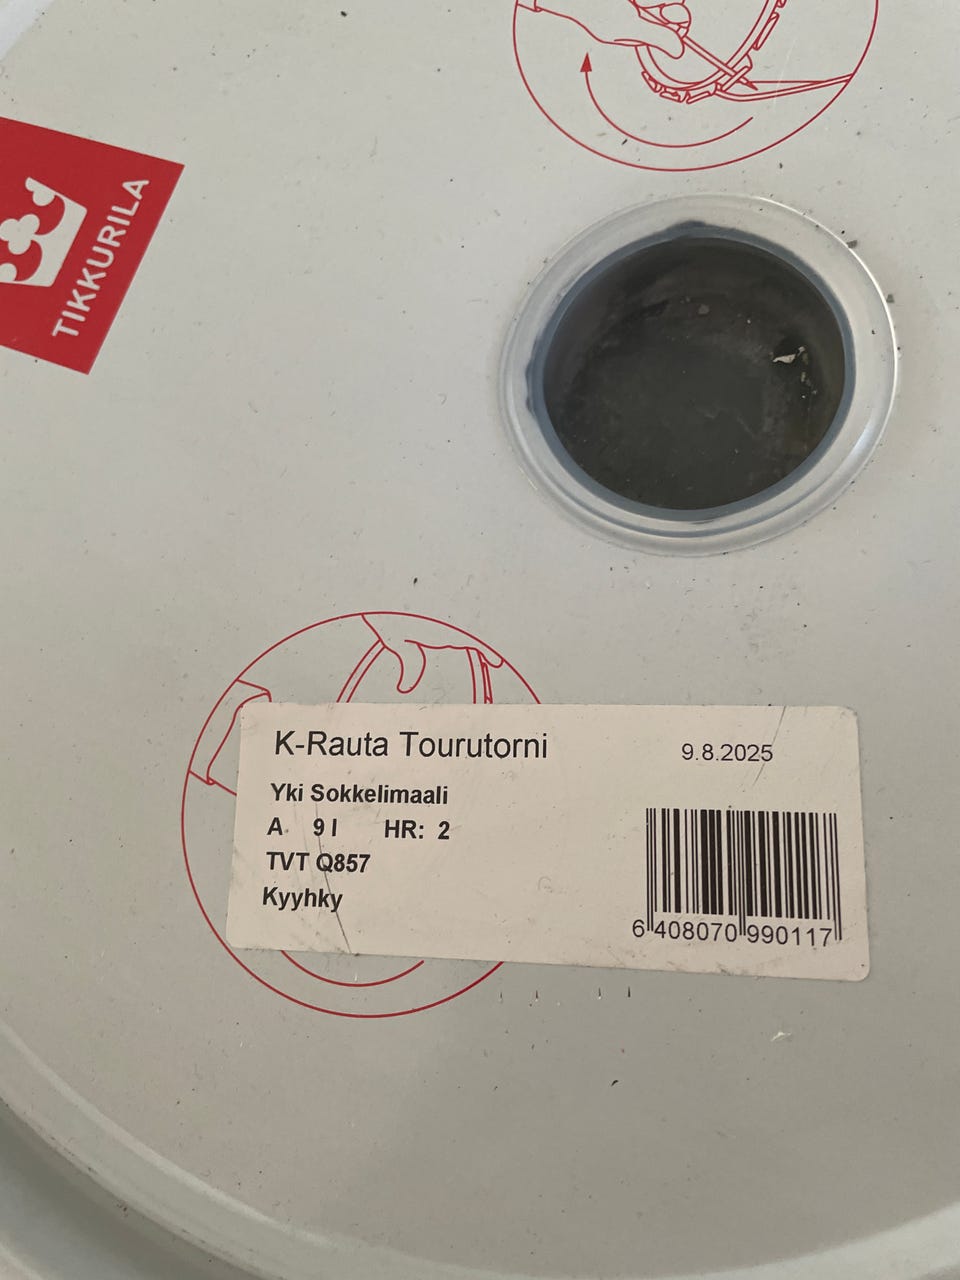 TIKKURILA
K-Rauta Tourutorni 9.8.2025
Yki Sokkelimaali
A 9 l HR: 2
TVT Q857
Kyyhky
6 408070 990117